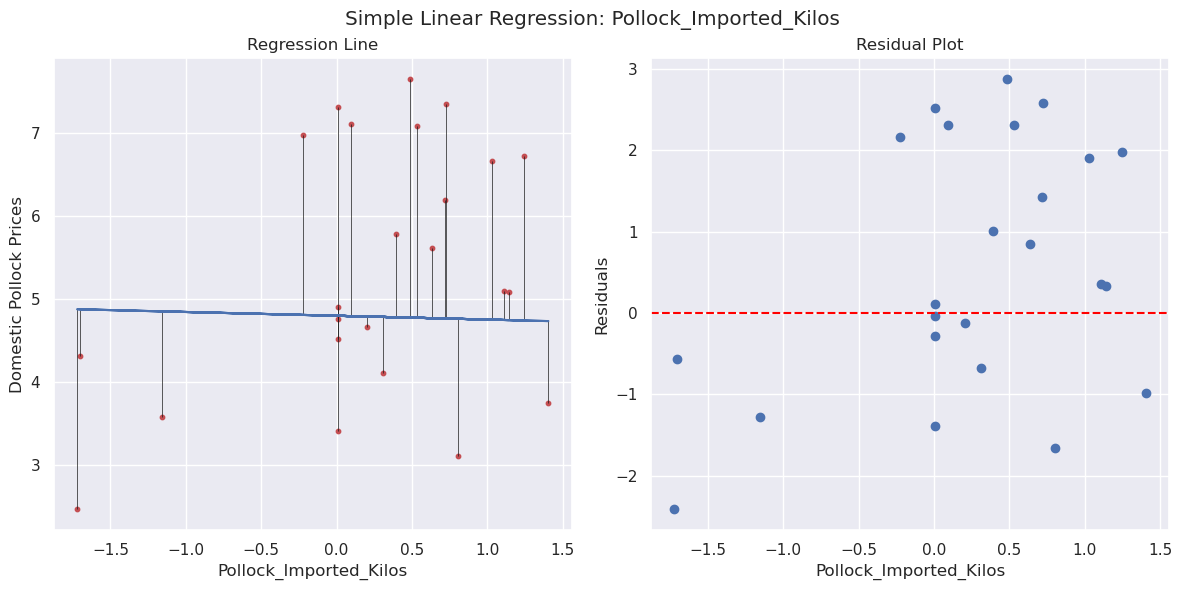 Simple Linear Regression: Pollock_Imported_Kilos
Regression Line
Domestic Pollock Prices
7
6
5
4
3
−1.5 −1.0 −0.5 0.0 0.5 1.0 1.5
Pollock_Imported_Kilos
Residual Plot
Residuals
3
2
1
0
−1
−2
−1.5 −1.0 −0.5 0.0 0.5 1.0 1.5
Pollock_Imported_Kilos